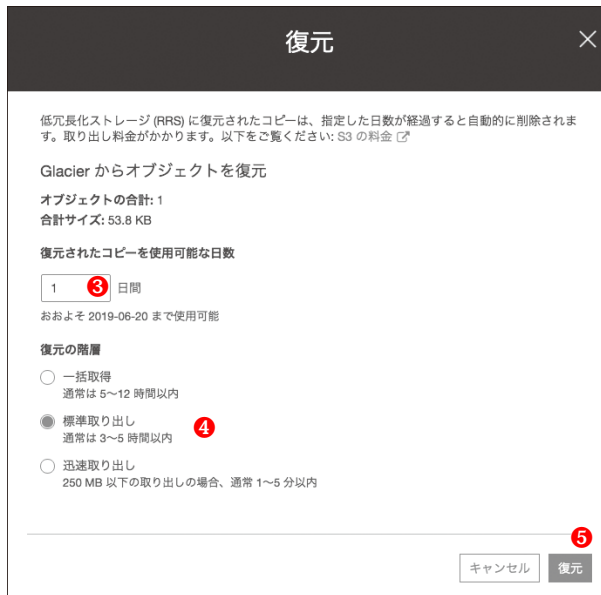 復元
低冗長化ストレージ (RRS) に復元されたコピーは、指定した日数が経過すると自動的に削除されま
す。取り出し料金がかかります。以下をご覧ください: S3 の料金
Glacier からオブジェクトを復元
オブジェクトの合計: 1
合計サイズ: 53.8 KB
復元されたコピーを使用可能な日数
1 ❸ 日間
おおよそ 2019-06-20 まで使用可能
復元の階層
一括取得
通常は 5〜12 時間以内
標準取り出し
通常は 3〜5 時間以内 ❹
迅速取り出し
250 MB 以下の取り出しの場合、通常 1〜5 分以内
❺
キャンセル 復元